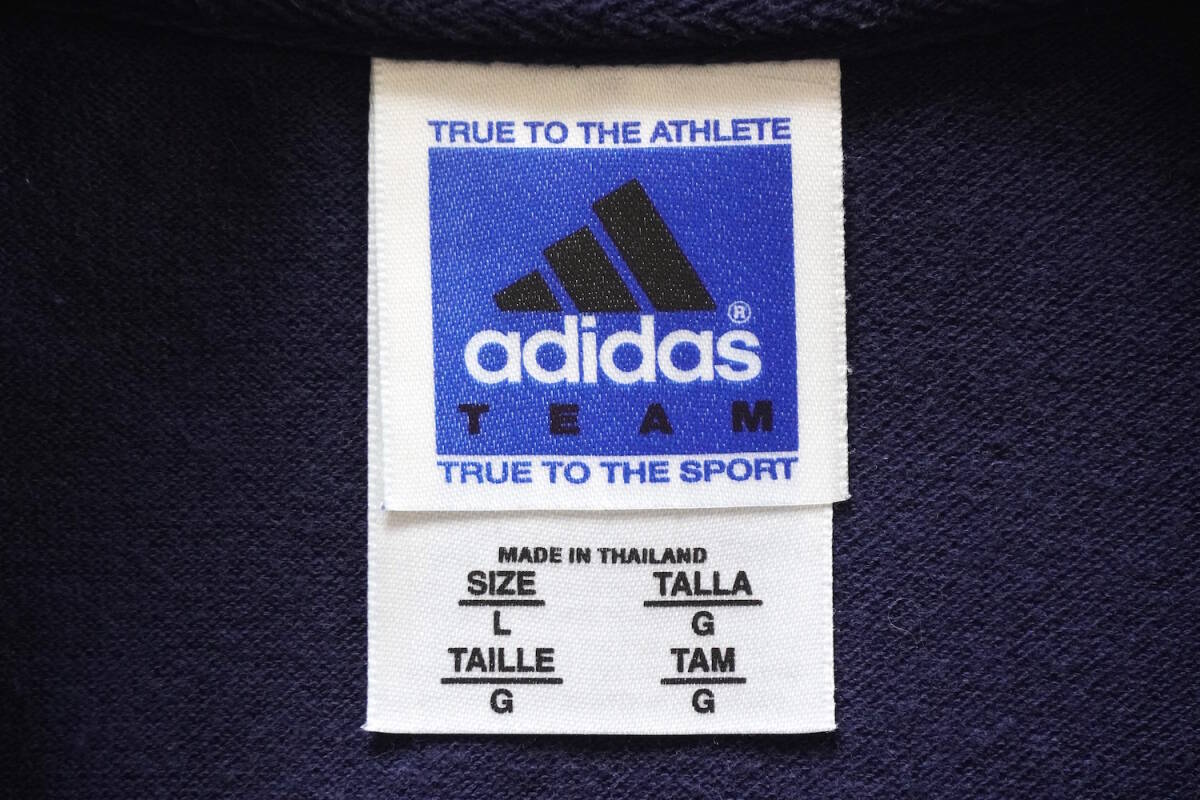 TRUE TO THE ATHLETE
adidas®
TEAM
TRUE TO THE SPORT
MADE IN THAILAND
SIZE TALLA
L G
TAILLE TAM
G G